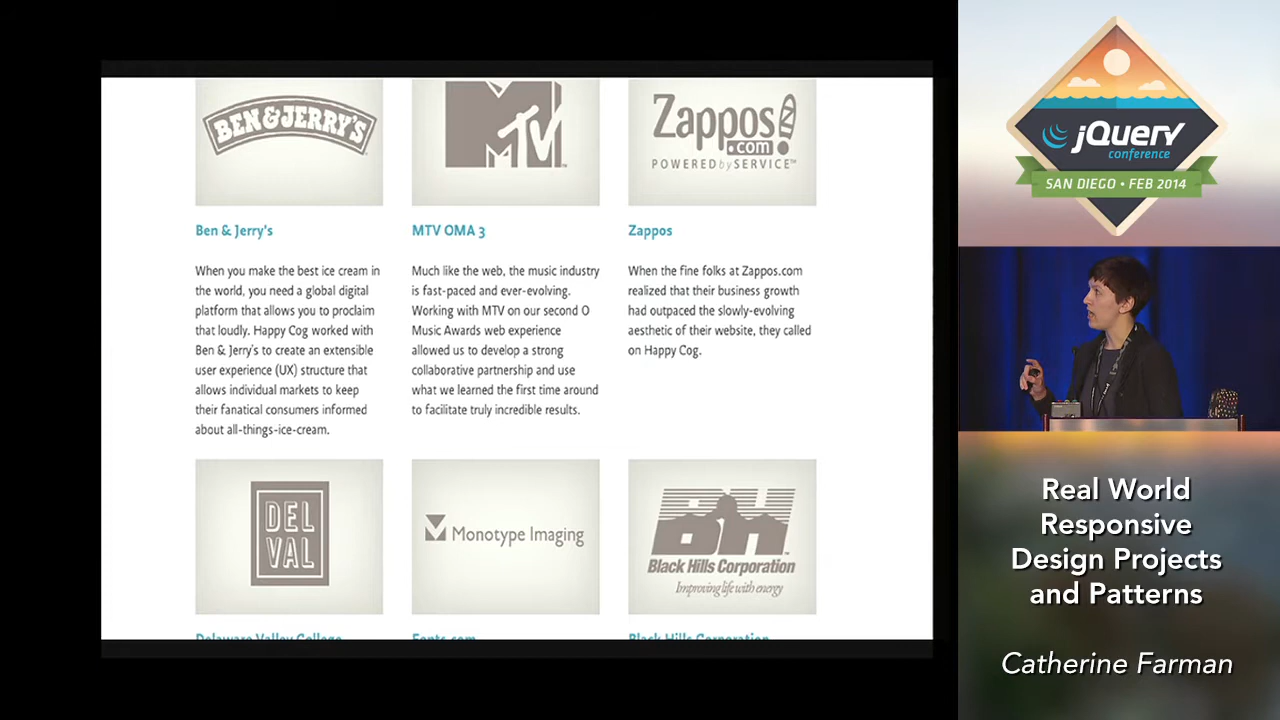 BEN & JERRY'S
MTV
Zappos
.com
POWERED by SERVICE™
Ben & Jerry's
MTV OMA 3
Zappos
When you make the best ice cream in
the world, you need a global digital
platform that allows you to proclaim
that loudly. Happy Cog worked with
Ben & Jerry's to create an extensible
user experience (UX) structure that
allows individual markets to keep
their fanatical consumers informed
about all-things-ice-cream.
Much like the web, the music industry
is fast-paced and ever-evolving.
Working with MTV on our second O
Music Awards web experience
allowed us to develop a strong
collaborative partnership and use
what we learned the first time around
to facilitate truly incredible results.
When the fine folks at Zappos.com
realized that their business growth
had outpaced the slowly-evolving
aesthetic of their website, they called
on Happy Cog.
DEL
VAL
Monotype Imaging
BH
Black Hills Corporation
Improving life with energy
Delaware Valley College
Fonts.com
Black Hills Corporation
jQuery
conference
SAN DIEGO • FEB 2014
Real World
Responsive
Design Projects
and Patterns
Catherine Farman